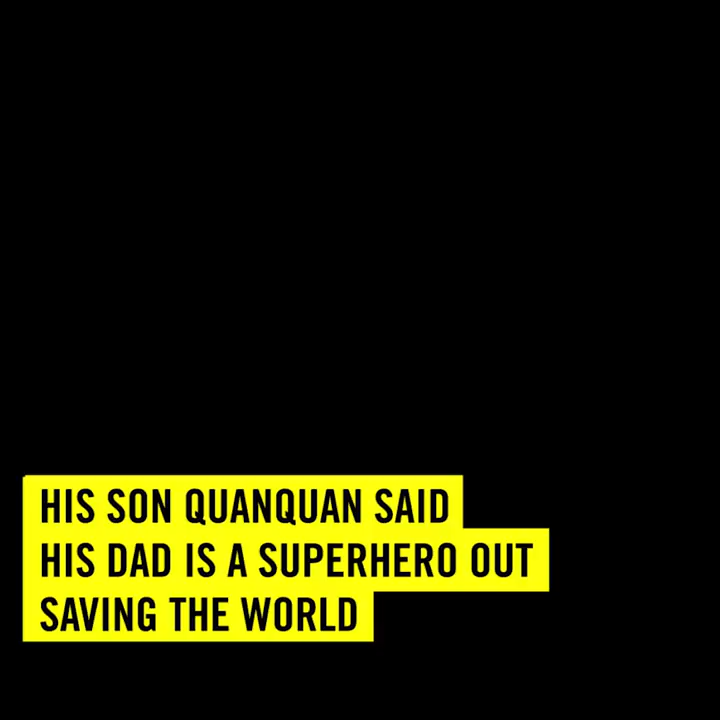 HIS SON QUANQUAN SAID
HIS DAD IS A SUPERHERO OUT
SAVING THE WORLD